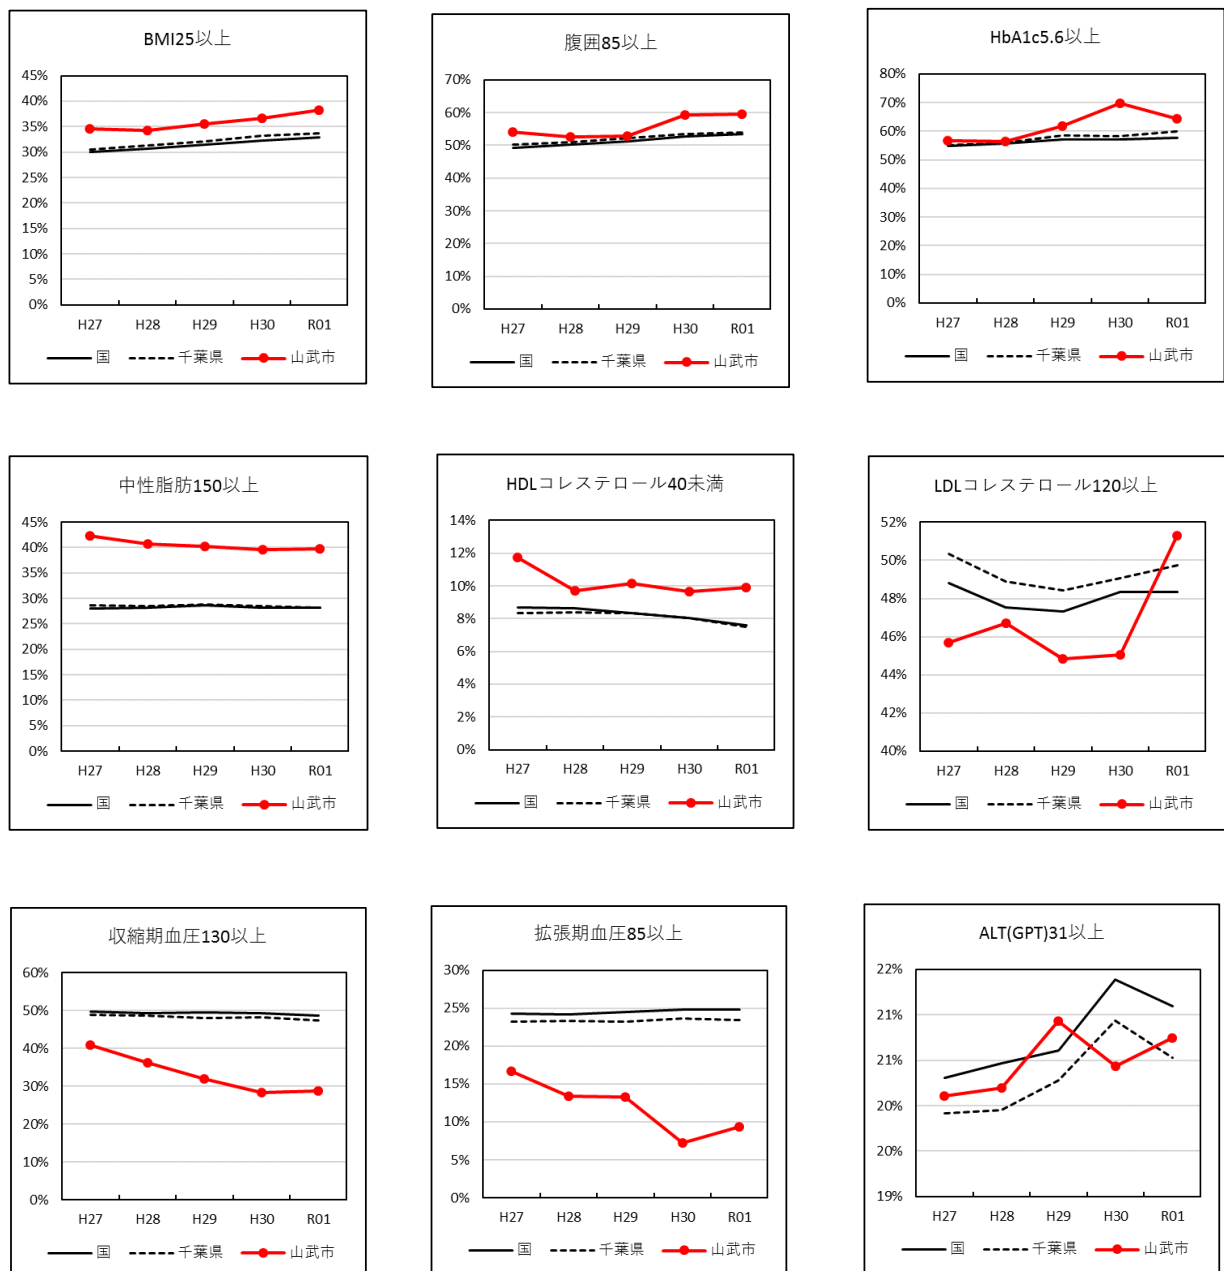 BMI25以上
45%
40%
35%
30%
25%
20%
15%
10%
5%
0%
H27 H28 H29 H30 R01
国 千葉県 山武市
腹囲85以上
70%
60%
50%
40%
30%
20%
10%
0%
H27 H28 H29 H30 R01
国 千葉県 山武市
HbA1c5.6以上
80%
70%
60%
50%
40%
30%
20%
10%
0%
H27 H28 H29 H30 R01
国 千葉県 山武市
中性脂肪150以上
45%
40%
35%
30%
25%
20%
15%
10%
5%
0%
H27 H28 H29 H30 R01
国 千葉県 山武市
HDLコレステロール40未満
14%
12%
10%
8%
6%
4%
2%
0%
H27 H28 H29 H30 R01
国 千葉県 山武市
LDLコレステロール120以上
52%
50%
48%
46%
44%
42%
40%
H27 H28 H29 H30 R01
国 千葉県 山武市
収縮期血圧130以上
60%
50%
40%
30%
20%
10%
0%
H27 H28 H29 H30 R01
国 千葉県 山武市
拡張期血圧85以上
30%
25%
20%
15%
10%
5%
0%
H27 H28 H29 H30 R01
国 千葉県 山武市
ALT(GPT)31以上
22%
21%
21%
20%
20%
19%
H27 H28 H29 H30 R01
国 千葉県 山武市